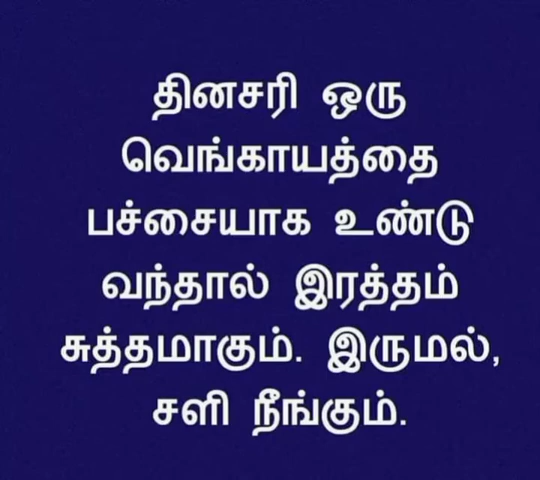 தினசரி ஒரு
வெங்காயத்தை
பச்சையாக உண்டு
வந்தால் இரத்தம்
சுத்தமாகும். இருமல்,
சளி நீங்கும்.